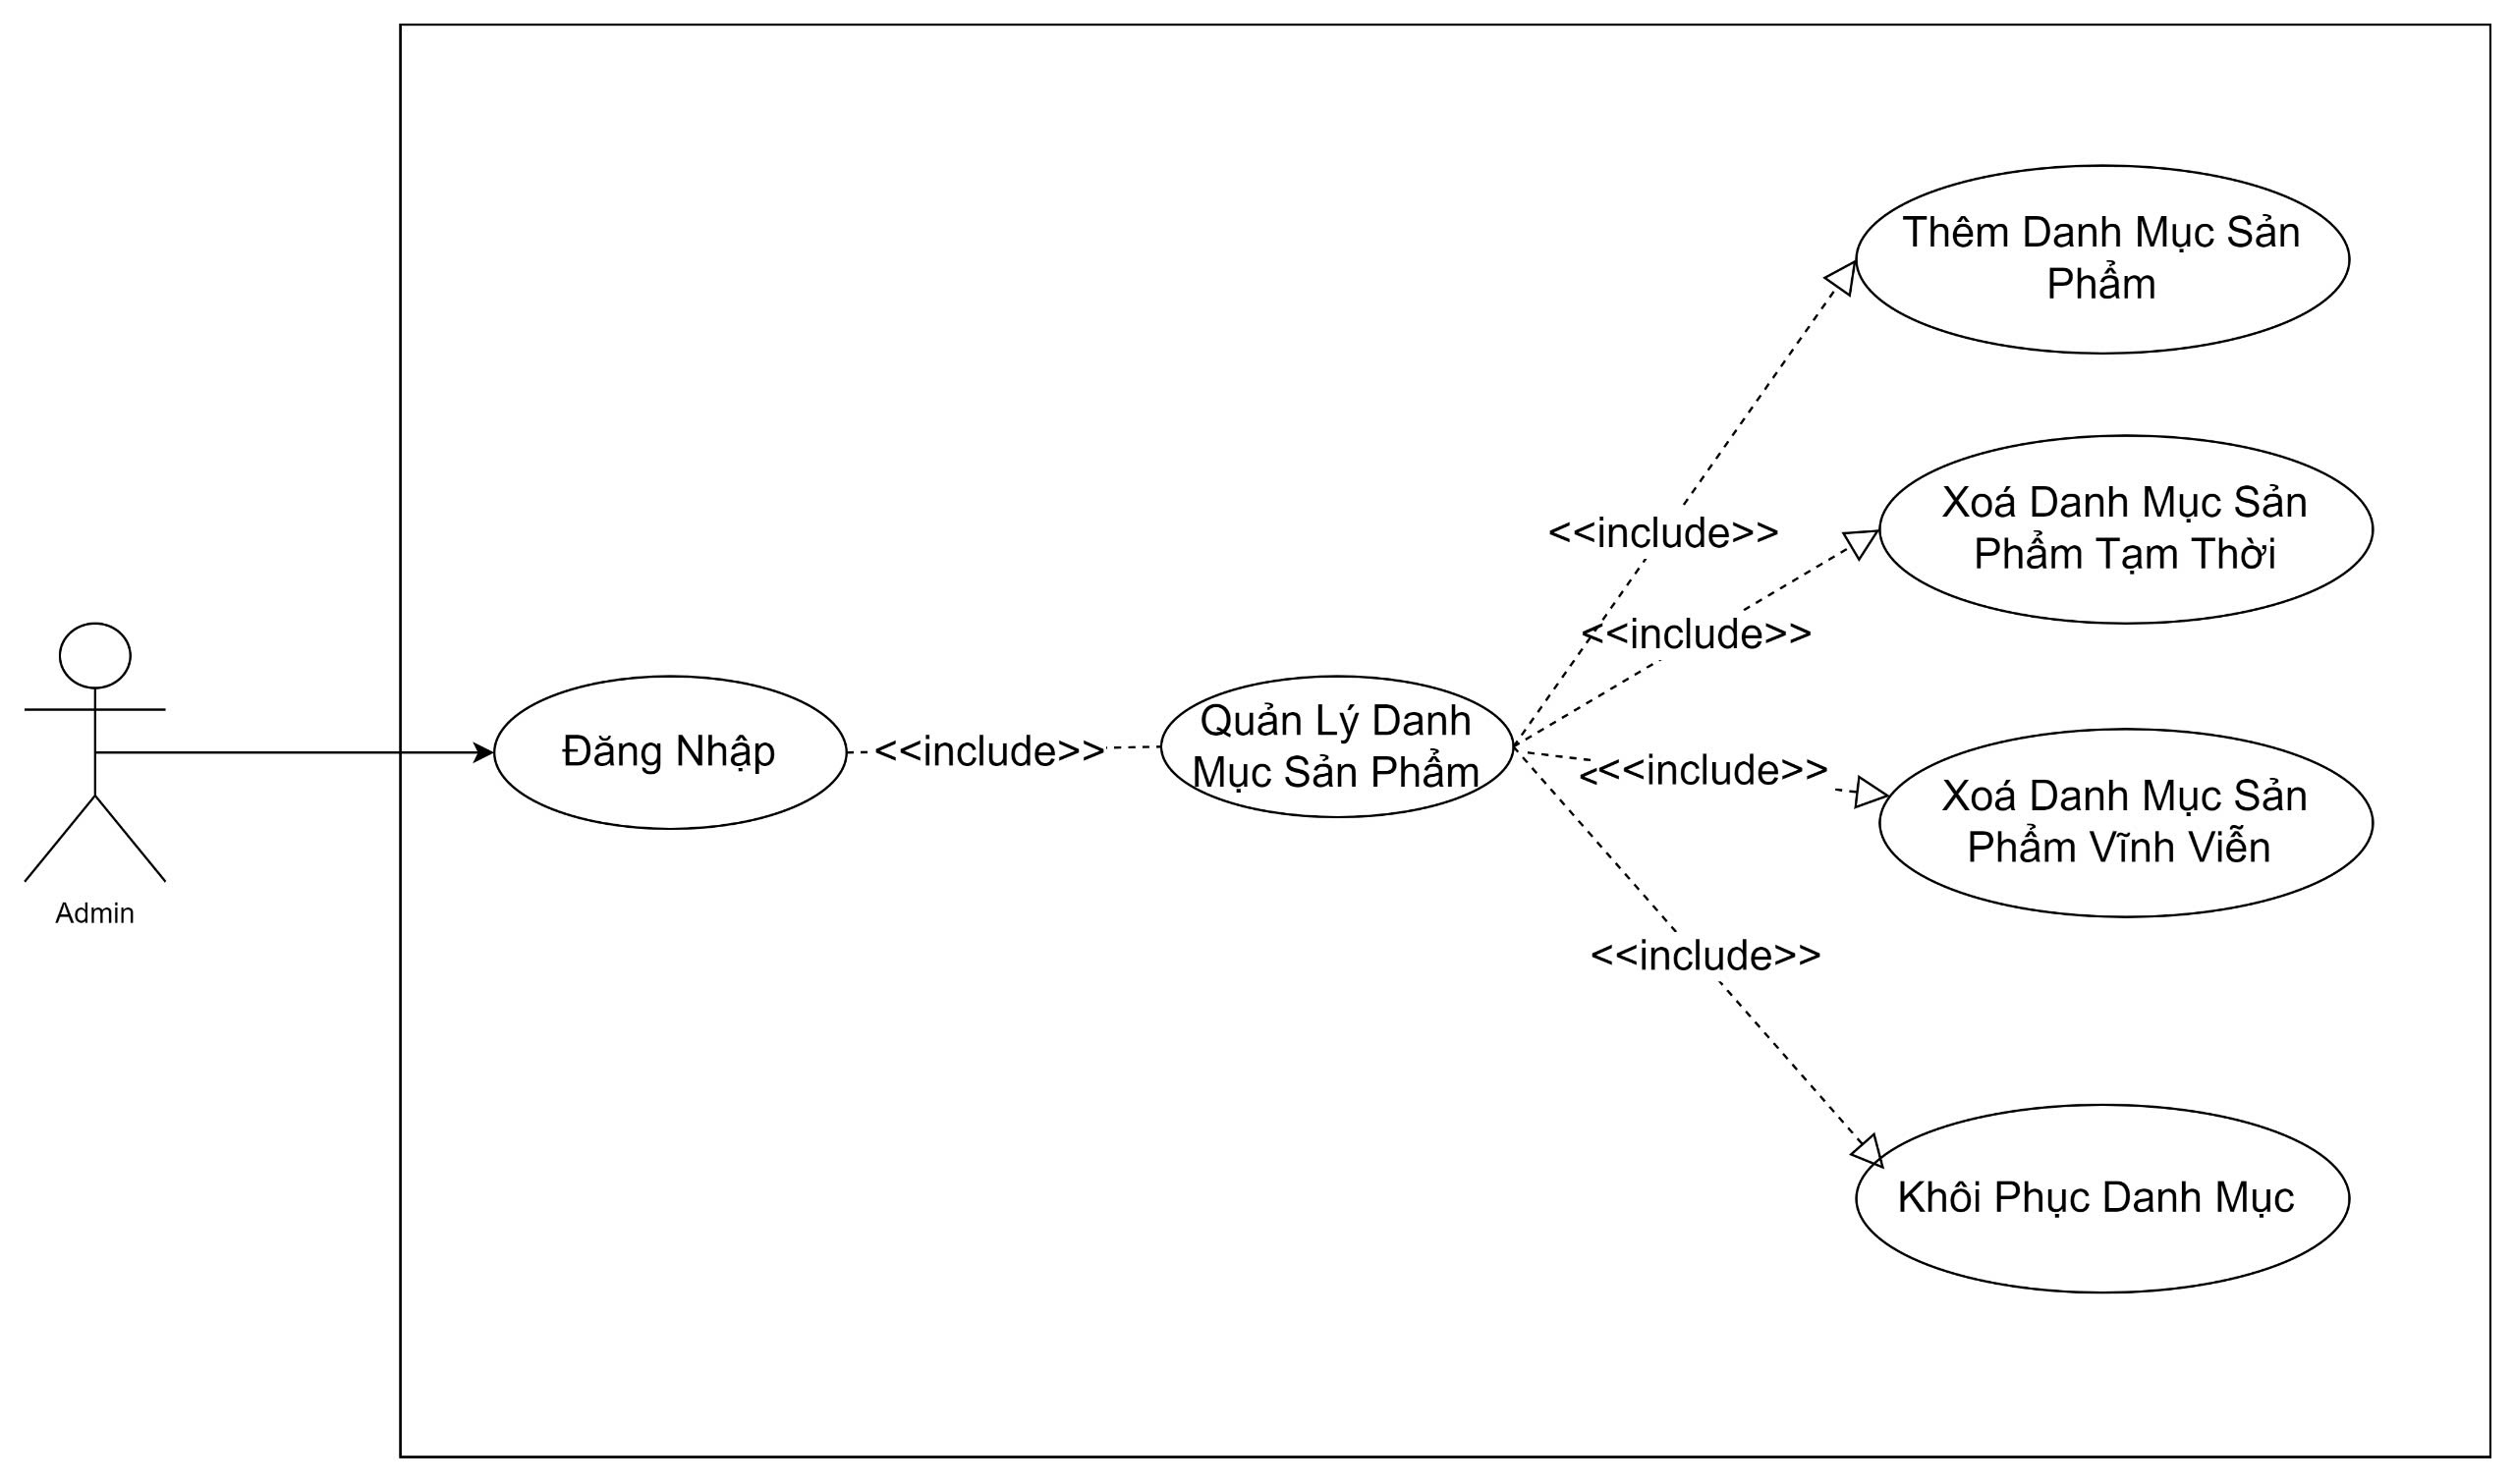 Thêm Danh Mục Sản
Phẩm
<<include>>
Xoá Danh Mục Sản
Phẩm Tạm Thời
<<include>>
Admin
Đăng Nhập
<<include>>
Quản Lý Danh
Mục Sản Phẩm
<<<include>>
Xoá Danh Mục Sản
Phẩm Vĩnh Viễn
<<include>>
Khôi Phục Danh Mục